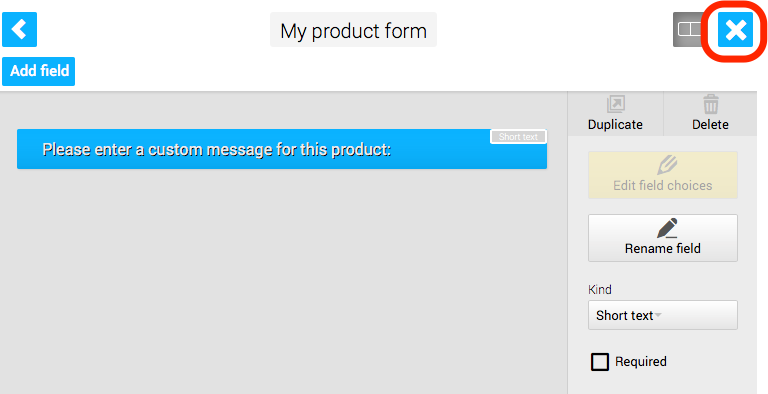 My product form
Add field
Short text
Please enter a custom message for this product:
Duplicate
Delete
Edit field choices
Rename field
Kind
Short text
Required